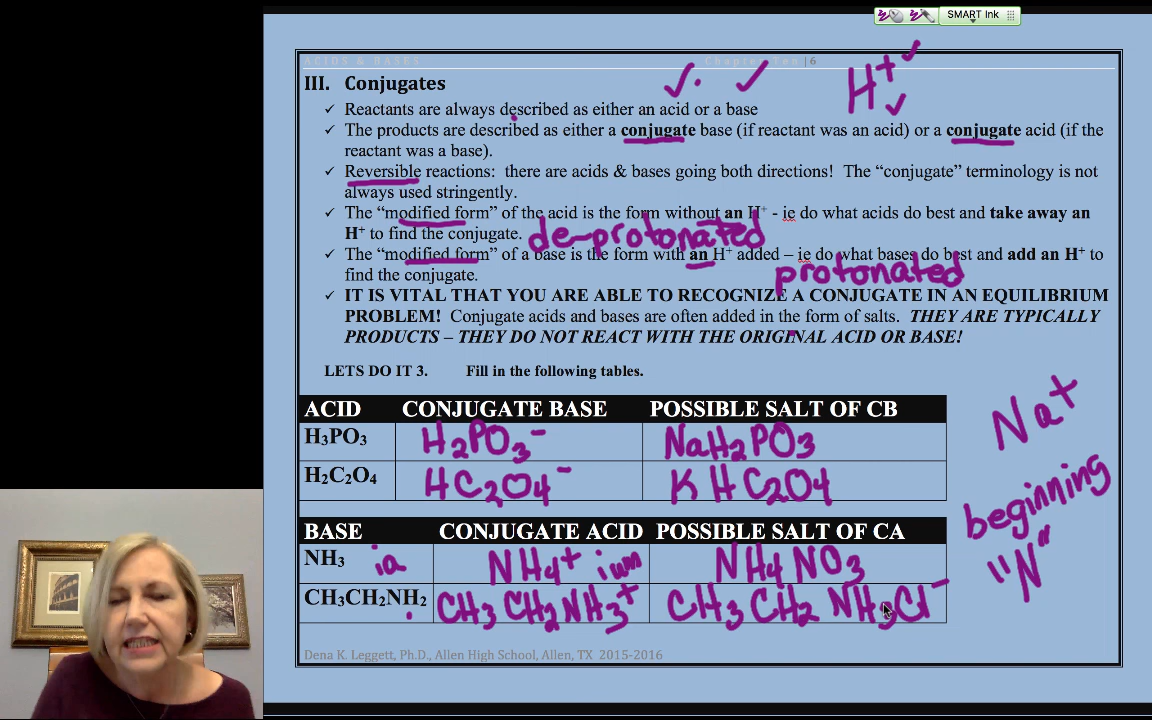 SMART Ink
ACIDS & BASES Chapter Ten | 6
H+
III. Conjugates
✓ Reactants are always described as either an acid or a base
✓ The products are described as either a conjugate base (if reactant was an acid) or a conjugate acid (if the
reactant was a base).
✓ Reversible reactions: there are acids & bases going both directions! The “conjugate” terminology is not
always used stringently.
✓ The “modified form” of the acid is the form without an H+ - ie do what acids do best and take away an
H+ to find the conjugate.
de-protonated
✓ The “modified form” of a base is the form with an H+ added – ie do what bases do best and add an H+ to
find the conjugate.
protonated
✓ IT IS VITAL THAT YOU ARE ABLE TO RECOGNIZE A CONJUGATE IN AN EQUILIBRIUM
PROBLEM! Conjugate acids and bases are often added in the form of salts. THEY ARE TYPICALLY
PRODUCTS – THEY DO NOT REACT WITH THE ORIGINAL ACID OR BASE!
LETS DO IT 3. Fill in the following tables.
ACID CONJUGATE BASE POSSIBLE SALT OF CB
H3PO3 H2PO3- NaH2PO3
H2C2O4 HC2O4- KHC2O4
BASE CONJUGATE ACID POSSIBLE SALT OF CA
NH3 ia NH4+ ium NH4NO3
CH3CH2NH2 CH3CH2NH3+ CH3CH2NH3Cl-
Na+
beginning
"N"
Dena K. Leggett, Ph.D., Allen High School, Allen, TX 2015-2016